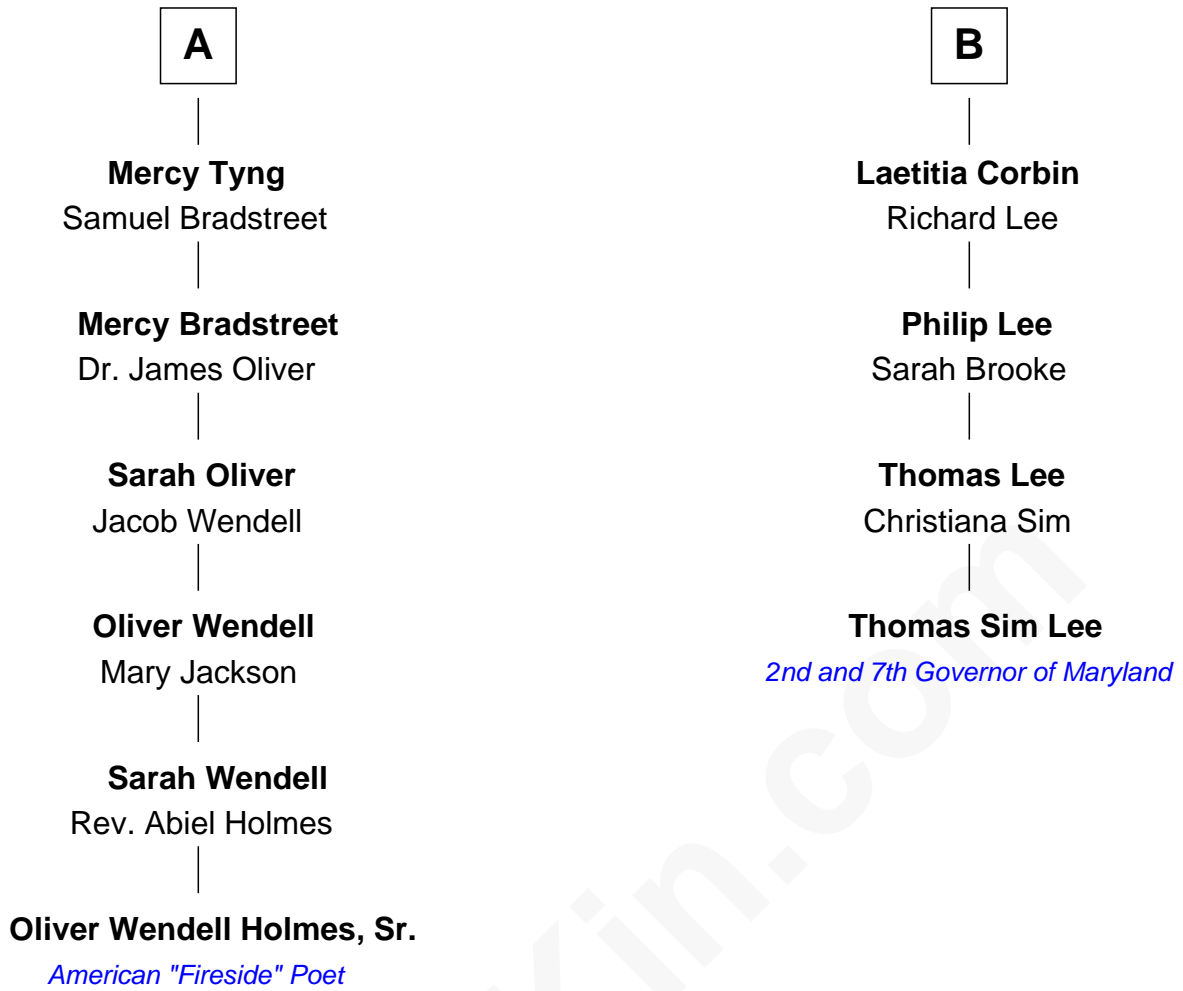 A
Mercy Tyng
Samuel Bradstreet
Mercy Bradstreet
Dr. James Oliver
Sarah Oliver
Jacob Wendell
Oliver Wendell
Mary Jackson
Sarah Wendell
Rev. Abiel Holmes
Oliver Wendell Holmes, Sr.
American "Fireside" Poet
B
Laetitia Corbin
Richard Lee
Philip Lee
Sarah Brooke
Thomas Lee
Christiana Sim
Thomas Sim Lee
2nd and 7th Governor of Maryland